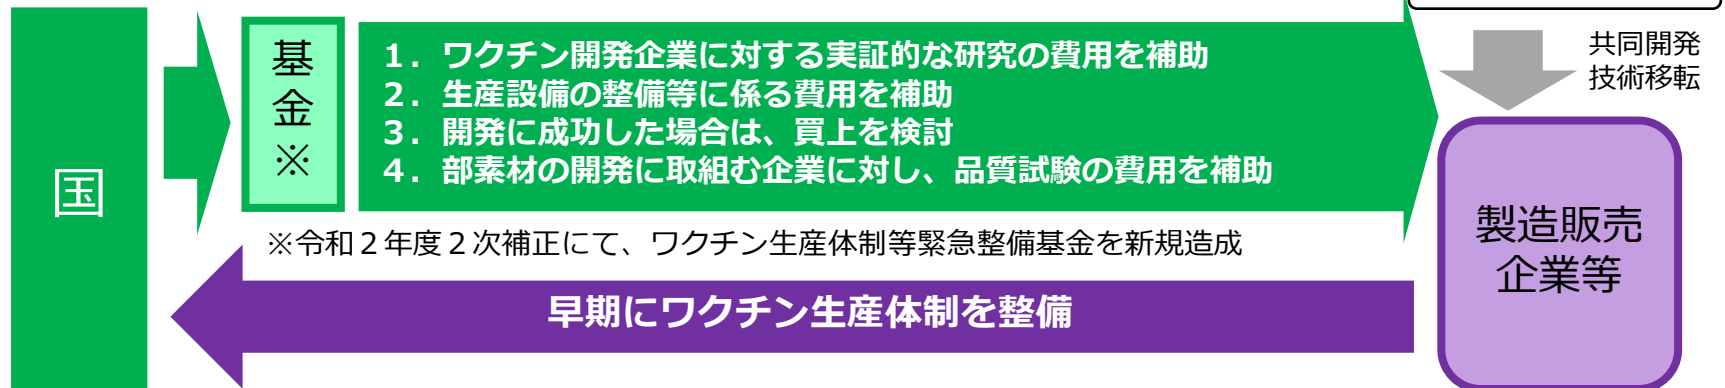 国
基
金
※
１．ワクチン開発企業に対する実証的な研究の費用を補助
２．生産設備の整備等に係る費用を補助
３．開発に成功した場合は、買上を検討
４．部素材の開発に取組む企業に対し、品質試験の費用を補助
※令和２年度２次補正にて、ワクチン生産体制等緊急整備基金を新規造成
早期にワクチン生産体制を整備
共同開発
技術移転
製造販売
企業等